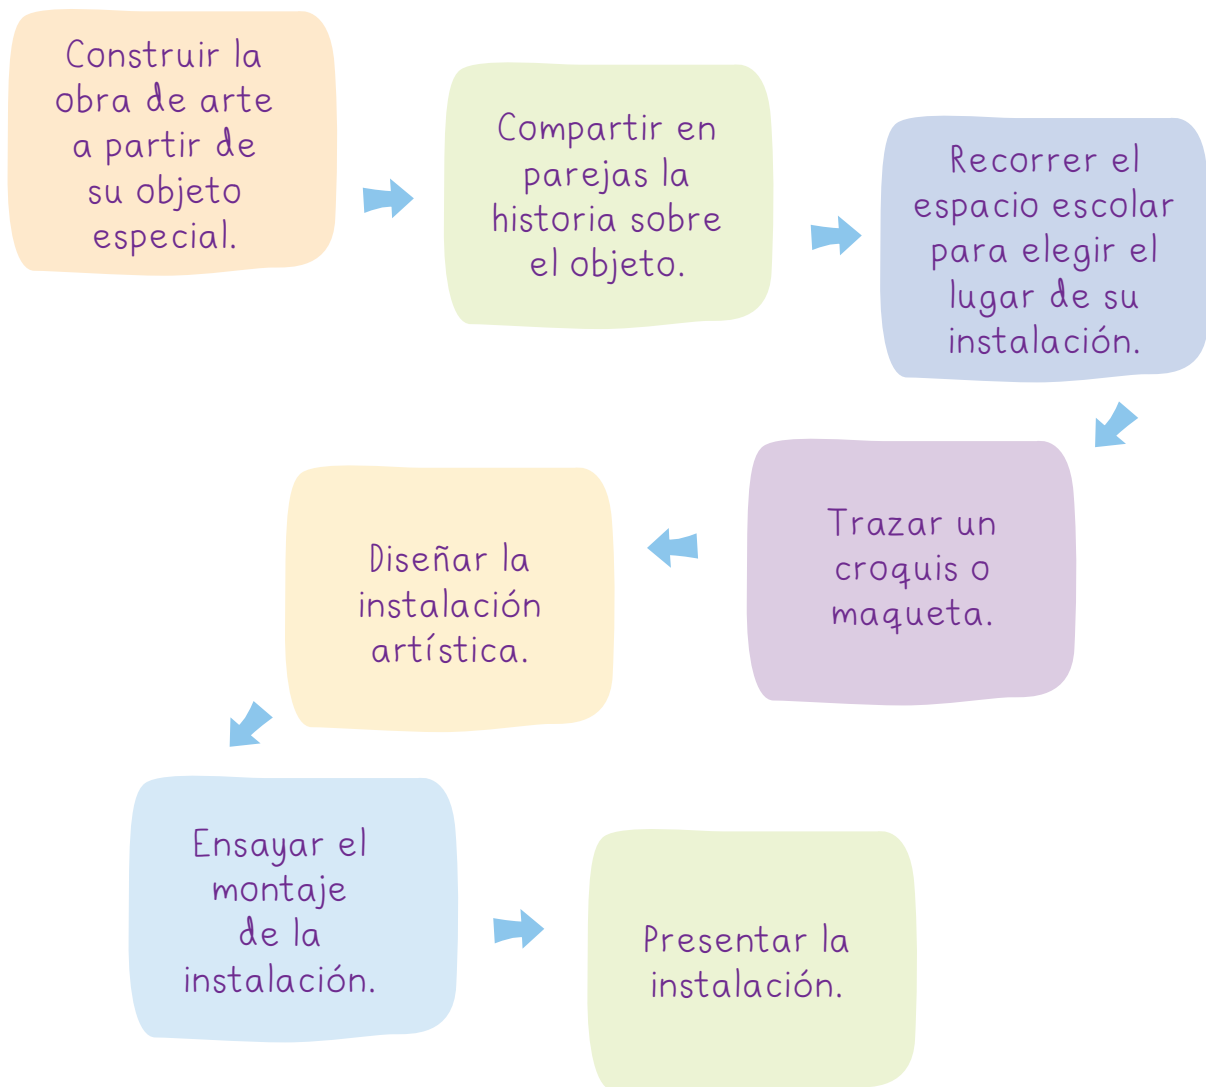 Construir la
obra de arte
a partir de
su objeto
especial.
Compartir en
parejas la
historia sobre
el objeto.
Recorrer el
espacio escolar
para elegir el
lugar de su
instalación.
Trazar un
croquis o
maqueta.
Diseñar la
instalación
artística.
Ensayar el
montaje
de la
instalación.
Presentar la
instalación.